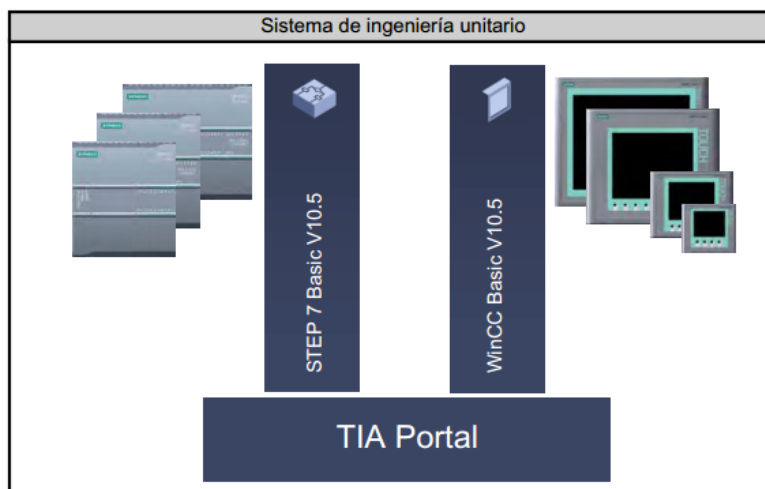 Sistema de ingeniería unitario
STEP 7 Basic V10.5
WinCC Basic V10.5
TIA Portal